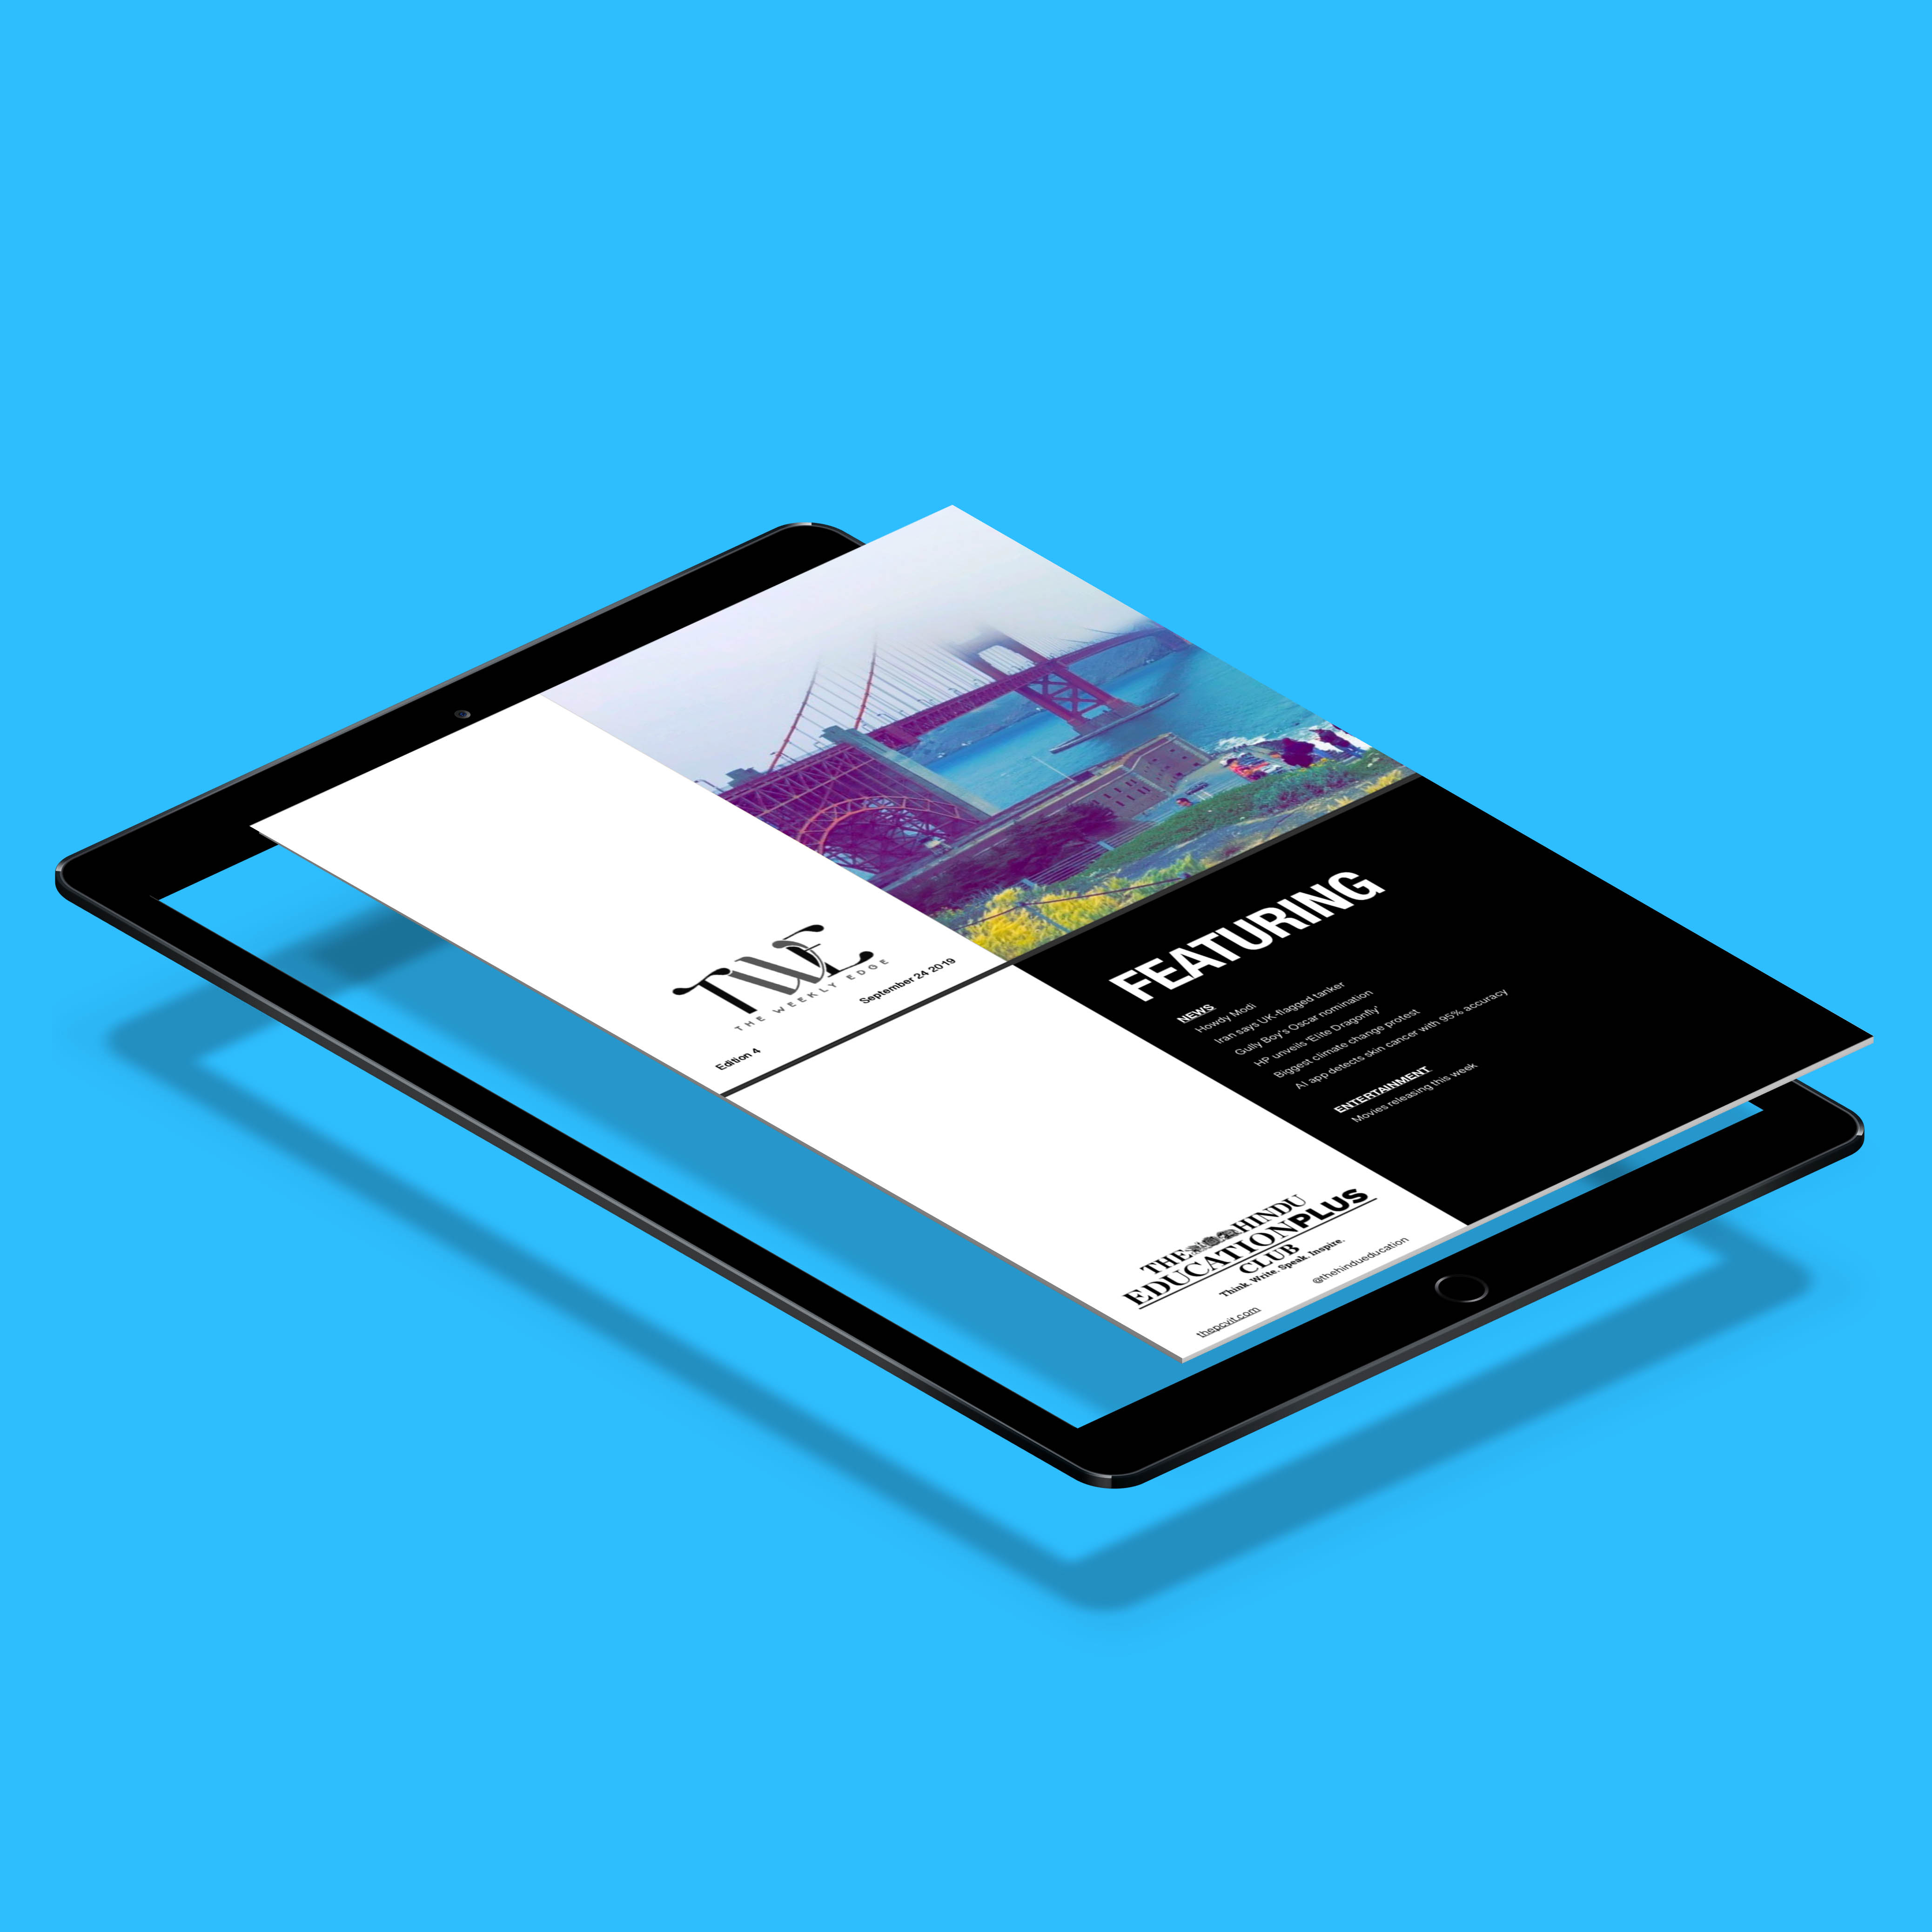 TWE
THE WEEKLY EDGE
Edition 4
September 24 2019
FEATURING
NEWS
Howdy Modi
Iran says UK-flagged tanker
Gully Boy's Oscar nomination
HP unveils 'Elite Dragonfly'
Biggest climate change protest
AI app detects skin cancer with 95% accuracy
ENTERTAINMENT
Movies releasing this week
THE HINDU
EDUCATIONPLUS
CLUB
Think. Write. Speak. Inspire.
thepcvit.com
@thehindueducation